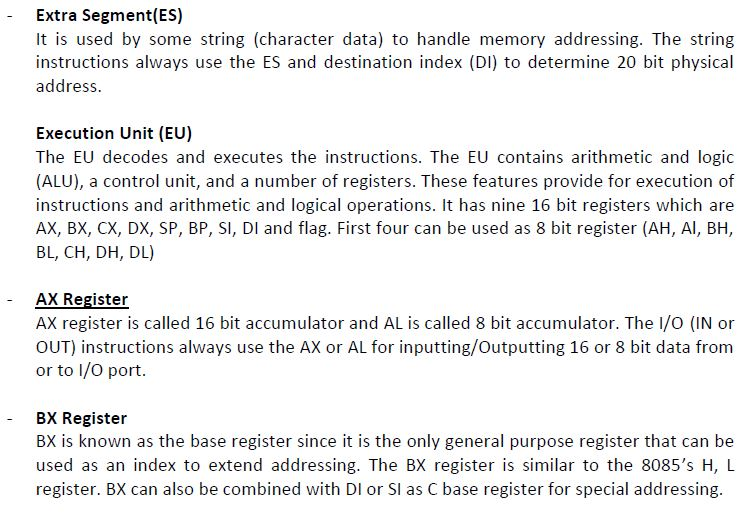 - Extra Segment(ES)
It is used by some string (character data) to handle memory addressing. The string
instructions always use the ES and destination index (DI) to determine 20 bit physical
address.
Execution Unit (EU)
The EU decodes and executes the instructions. The EU contains arithmetic and logic
(ALU), a control unit, and a number of registers. These features provide for execution of
instructions and arithmetic and logical operations. It has nine 16 bit registers which are
AX, BX, CX, DX, SP, BP, SI, DI and flag. First four can be used as 8 bit register (AH, Al, BH,
BL, CH, DH, DL)
- AX Register
AX register is called 16 bit accumulator and AL is called 8 bit accumulator. The I/O (IN or
OUT) instructions always use the AX or AL for inputting/Outputting 16 or 8 bit data from
or to I/O port.
- BX Register
BX is known as the base register since it is the only general purpose register that can be
used as an index to extend addressing. The BX register is similar to the 8085's H, L
register. BX can also be combined with DI or SI as C base register for special addressing.